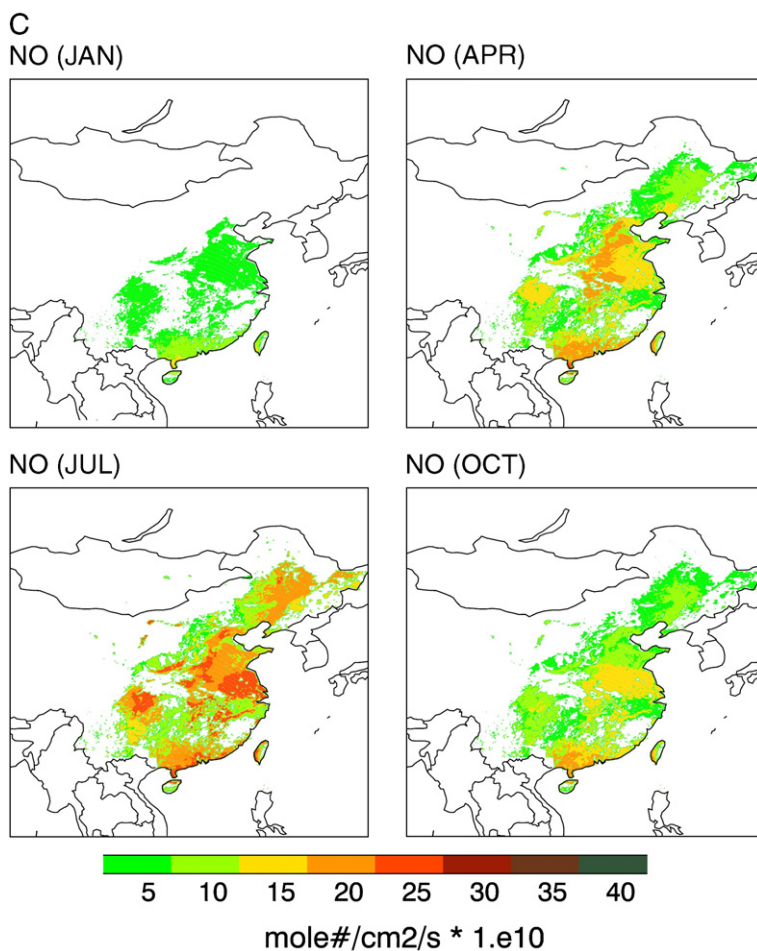 C
NO (JAN)
NO (APR)
NO (JUL)
NO (OCT)
5 10 15 20 25 30 35 40
mole#/cm2/s * 1.e10